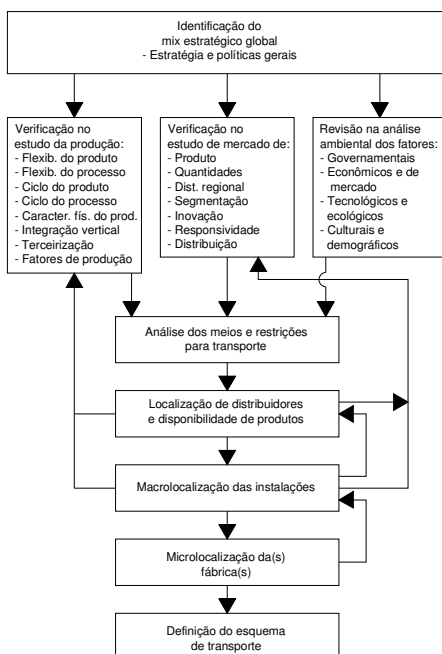 Identificação do
mix estratégico global
- Estratégia e políticas gerais
Verificação no
estudo da produção:
- Flexib. do produto
- Flexib. do processo
- Ciclo do produto
- Ciclo do processo
- Caracter. fís. do prod.
- Integração vertical
- Terceirização
- Fatores de produção
Verificação no
estudo de mercado de:
- Produto
- Quantidades
- Dist. regional
- Segmentação
- Inovação
- Responsividade
- Distribuição
Revisão na análise
ambiental dos fatores:
- Governamentais
- Econômicos e de
mercado
- Tecnológicos e
ecológicos
- Culturais e
demográficos
Análise dos meios e restrições
para transporte
Localização de distribuidores
e disponibilidade de produtos
Macrolocalização das instalações
Microlocalização da(s)
fábrica(s)
Definição do esquema
de transporte